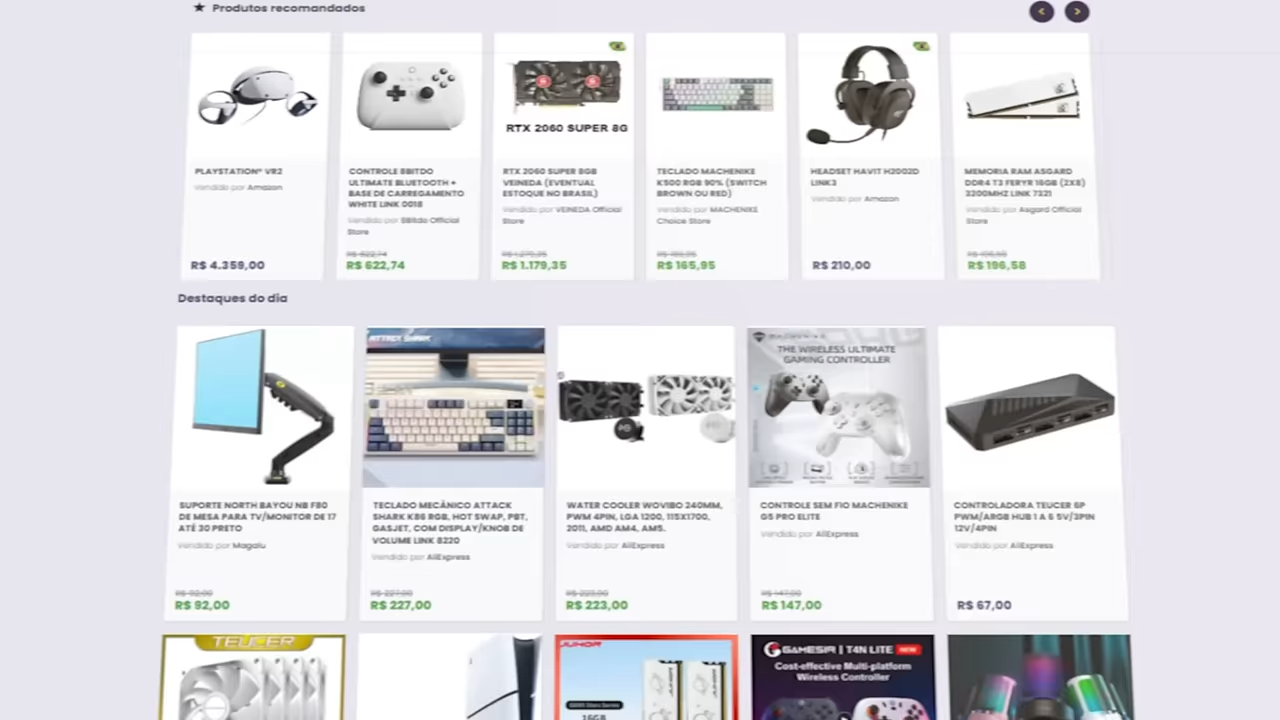 ★ Produtos recomandados
RTX 2060 SUPER 8G
PLAYSTATION® VR2
Vendido por Amazon
R$ 4.359,00
CONTROLE 8BITDO
ULTIMATE BLUETOOTH +
BASE DE CARREGAMENTO
WHITE LINK 0018
Vendido por 8Bitdo Official
Store
R$ 622,74
R$ 622,74
RTX 2060 SUPER 8GB
VEINEDA (EVENTUAL
ESTOQUE NO BRASIL)
Vendido por VEINEDA Official
Store
R$ 1.179,35
TECLADO MACHENIKE
K500 RGB 90% (SWITCH
BROWN OU RED)
Vendido por MACHENIKE
Choice Store
R$ 165,95
HEADSET HAVIT H2002D
LINK3
Vendido por Amazon
R$ 210,00
MEMORIA RAM ASGARD
DDR4 T3 FERYR 16GB (2X8)
3200MHZ LINK 7321
Vendido por Asgard Official
Store
R$ 196,58
R$ 196,58
Destaques do dia
SUPORTE NORTH BAYOU NB F80
DE MESA PARA TV/MONITOR DE 17
ATÉ 30 PRETO
Vendido por Magalu
R$ 92,00
R$ 92,00
ATTACK SHARK
TECLADO MECÂNICO ATTACK
SHARK K86 RGB, HOT SWAP, PBT,
GASJET, COM DISPLAY/KNOB DE
VOLUME LINK 8220
Vendido por AliExpress
R$ 227,00
R$ 227,00
WATER COOLER WOVIBO 240MM,
PWM 4PIN, LGA 1200, 115X1700,
2011, AMD AM4, AM5.
Vendido por AliExpress
R$ 223,00
R$ 223,00
MACHENIKE
THE WIRELESS ULTIMATE
GAMING CONTROLLER
CONTROLE SEM FIO MACHENIKE
G5 PRO ELITE
Vendido por AliExpress
R$ 147,00
R$ 147,00
CONTROLADORA TEUCER 6P
PWM/ARGB HUB 1 A 6 5V/3PIN
12V/4PIN
Vendido por AliExpress
R$ 67,00
TEUCER
JUHOR
16GB
GAMESIR | T4N LITE NEW
Cost-effective Multi-platform
Wireless Controller